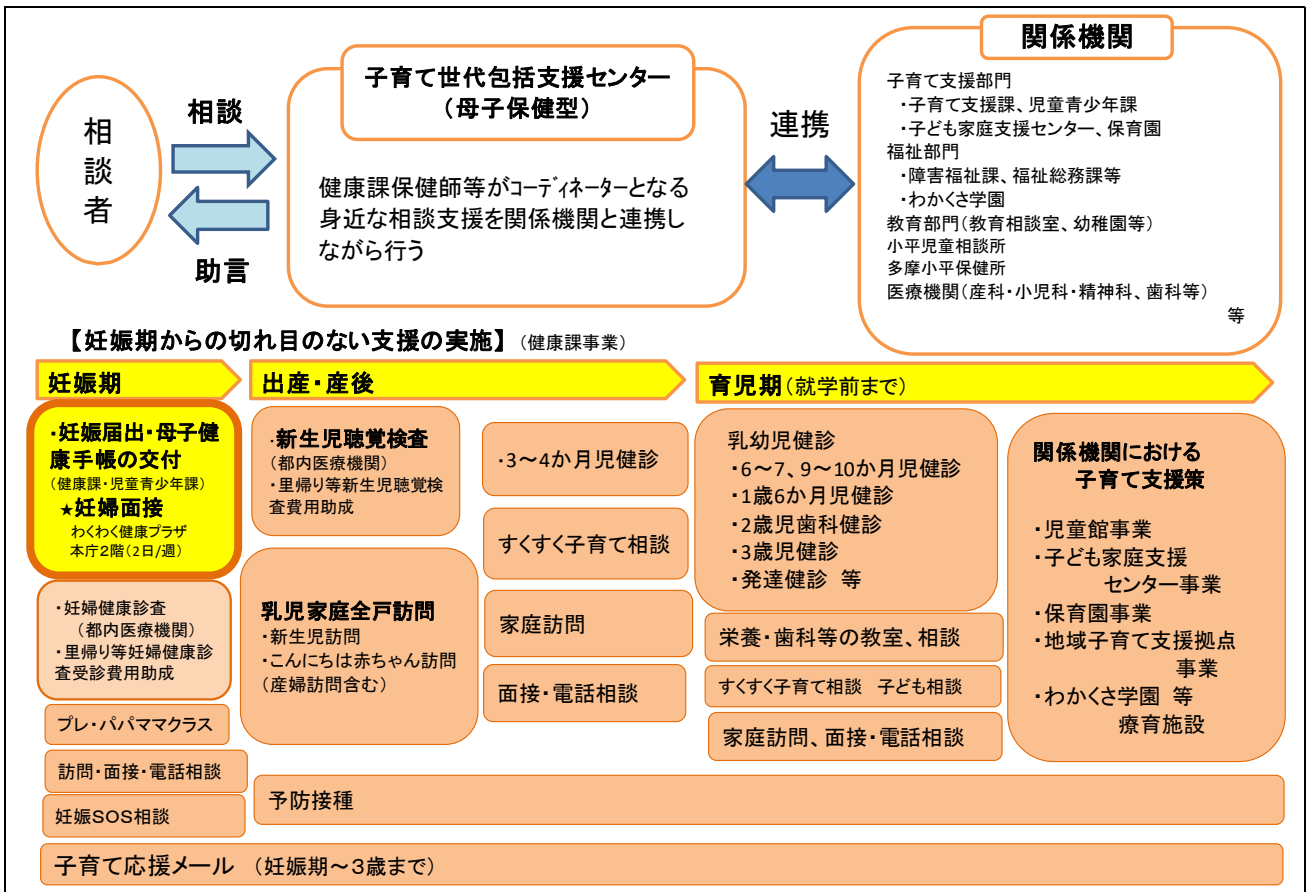 関係機関
子育て世代包括支援センター
（母子保健型）
相談者
相談
助言
健康課保健師等がコーディネーターとなる
身近な相談支援を関係機関と連携し
ながら行う
連携
子育て支援部門
・子育て支援課、児童青少年課
・子ども家庭支援センター、保育園
福祉部門
・障害福祉課、福祉総務課等
・わかくさ学園
教育部門（教育相談室、幼稚園等）
小平児童相談所
多摩小平保健所
医療機関（産科・小児科・精神科、歯科等）
等
【妊娠期からの切れ目のない支援の実施】（健康課事業）
妊娠期
出産・産後
育児期（就学前まで）
・妊娠届出・母子健
康手帳の交付
（健康課・児童青少年課）
★妊婦面接
わくわく健康プラザ
本庁２階（２日/週）
・妊婦健康診査
（都内医療機関）
・里帰り等妊婦健康診
査受診費用助成
プレ・パパママクラス
訪問・面接・電話相談
妊娠SOS相談
・新生児聴覚検査
（都内医療機関）
・里帰り等新生児聴覚検
査費用助成
乳児家庭全戸訪問
・新生児訪問
・こんにちは赤ちゃん訪問
（産婦訪問含む）
・３～４か月児健診
すくすく子育て相談
家庭訪問
面接・電話相談
乳幼児健診
・６～７、９～10か月児健診
・１歳６か月児健診
・２歳児歯科健診
・３歳児健診
・発達健診 等
栄養・歯科等の教室、相談
すくすく子育て相談 子ども相談
家庭訪問、面接・電話相談
関係機関における
子育て支援策
・児童館事業
・子ども家庭支援
センター事業
・保育園事業
・地域子育て支援拠点
事業
・わかくさ学園 等
療育施設
予防接種
子育て応援メール （妊娠期～３歳まで）